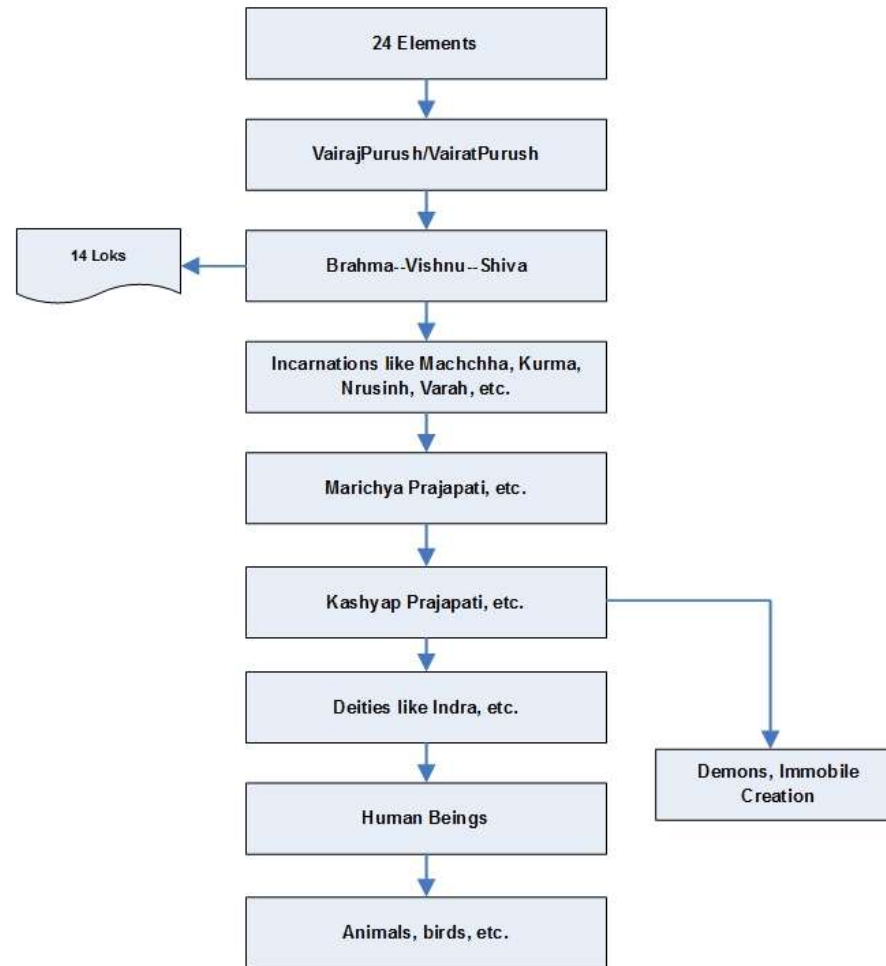 24 Elements
VairajPurush/VairatPurush
14 Loks
Brahma--Vishnu--Shiva
Incarnations like Machchha, Kurma,
Nrusinh, Varah, etc.
Marichya Prajapati, etc.
Kashyap Prajapati, etc.
Deities like Indra, etc.
Demons, Immobile
Creation
Human Beings
Animals, birds, etc.